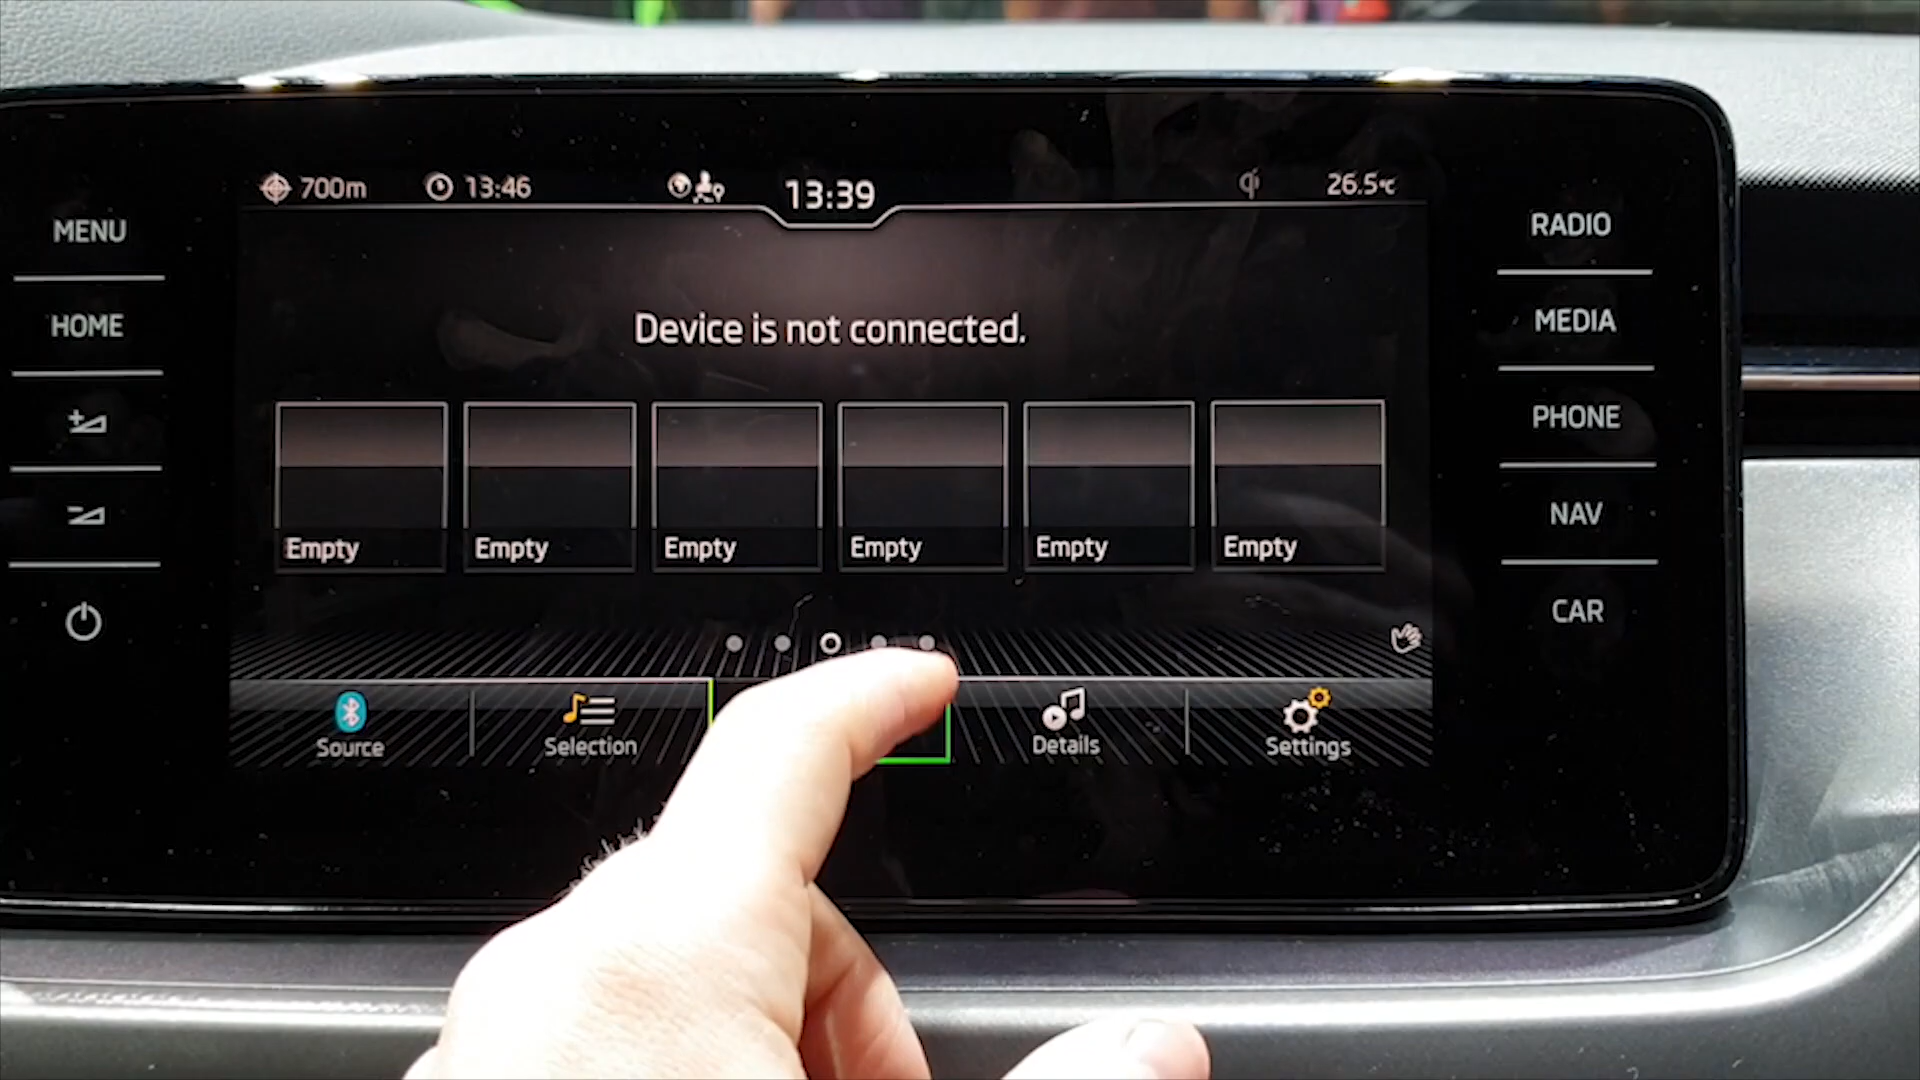 700m 13:46 13:39 26.5°C
MENU
HOME
RADIO
MEDIA
PHONE
NAV
CAR
Device is not connected.
Empty Empty Empty Empty Empty Empty
Source Selection Details Settings